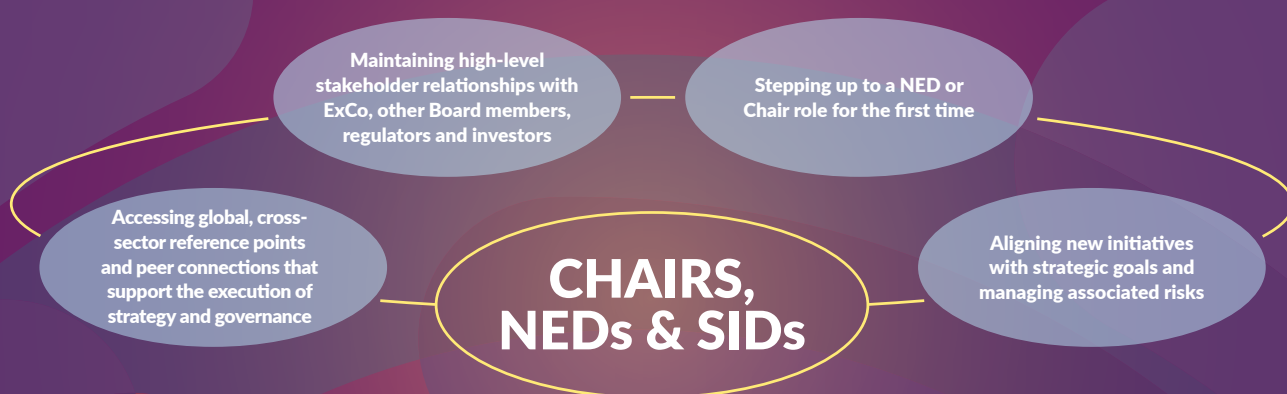 Maintaining high-level
stakeholder relationships with
ExCo, other Board members,
regulators and investors
Stepping up to a NED or
Chair role for the first time
Accessing global, cross-
sector reference points
and peer connections that
support the execution of
strategy and governance
CHAIRS,
NEDs & SIDs
Aligning new initiatives
with strategic goals and
managing associated risks